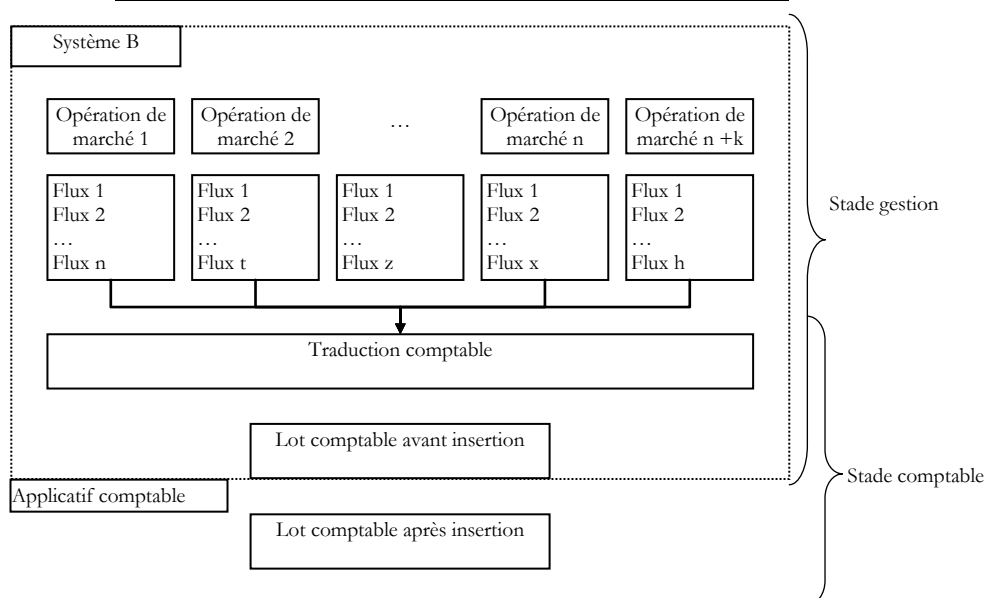 Système B
Opération de
marché 1
Opération de
marché 2
…
Opération de
marché n
Opération de
marché n +k
Flux 1
Flux 2
…
Flux n
Flux 1
Flux 2
…
Flux t
Flux 1
Flux 2
…
Flux z
Flux 1
Flux 2
…
Flux x
Flux 1
Flux 2
…
Flux h
Stade gestion
Traduction comptable
Lot comptable avant insertion
Stade comptable
Applicatif comptable
Lot comptable après insertion